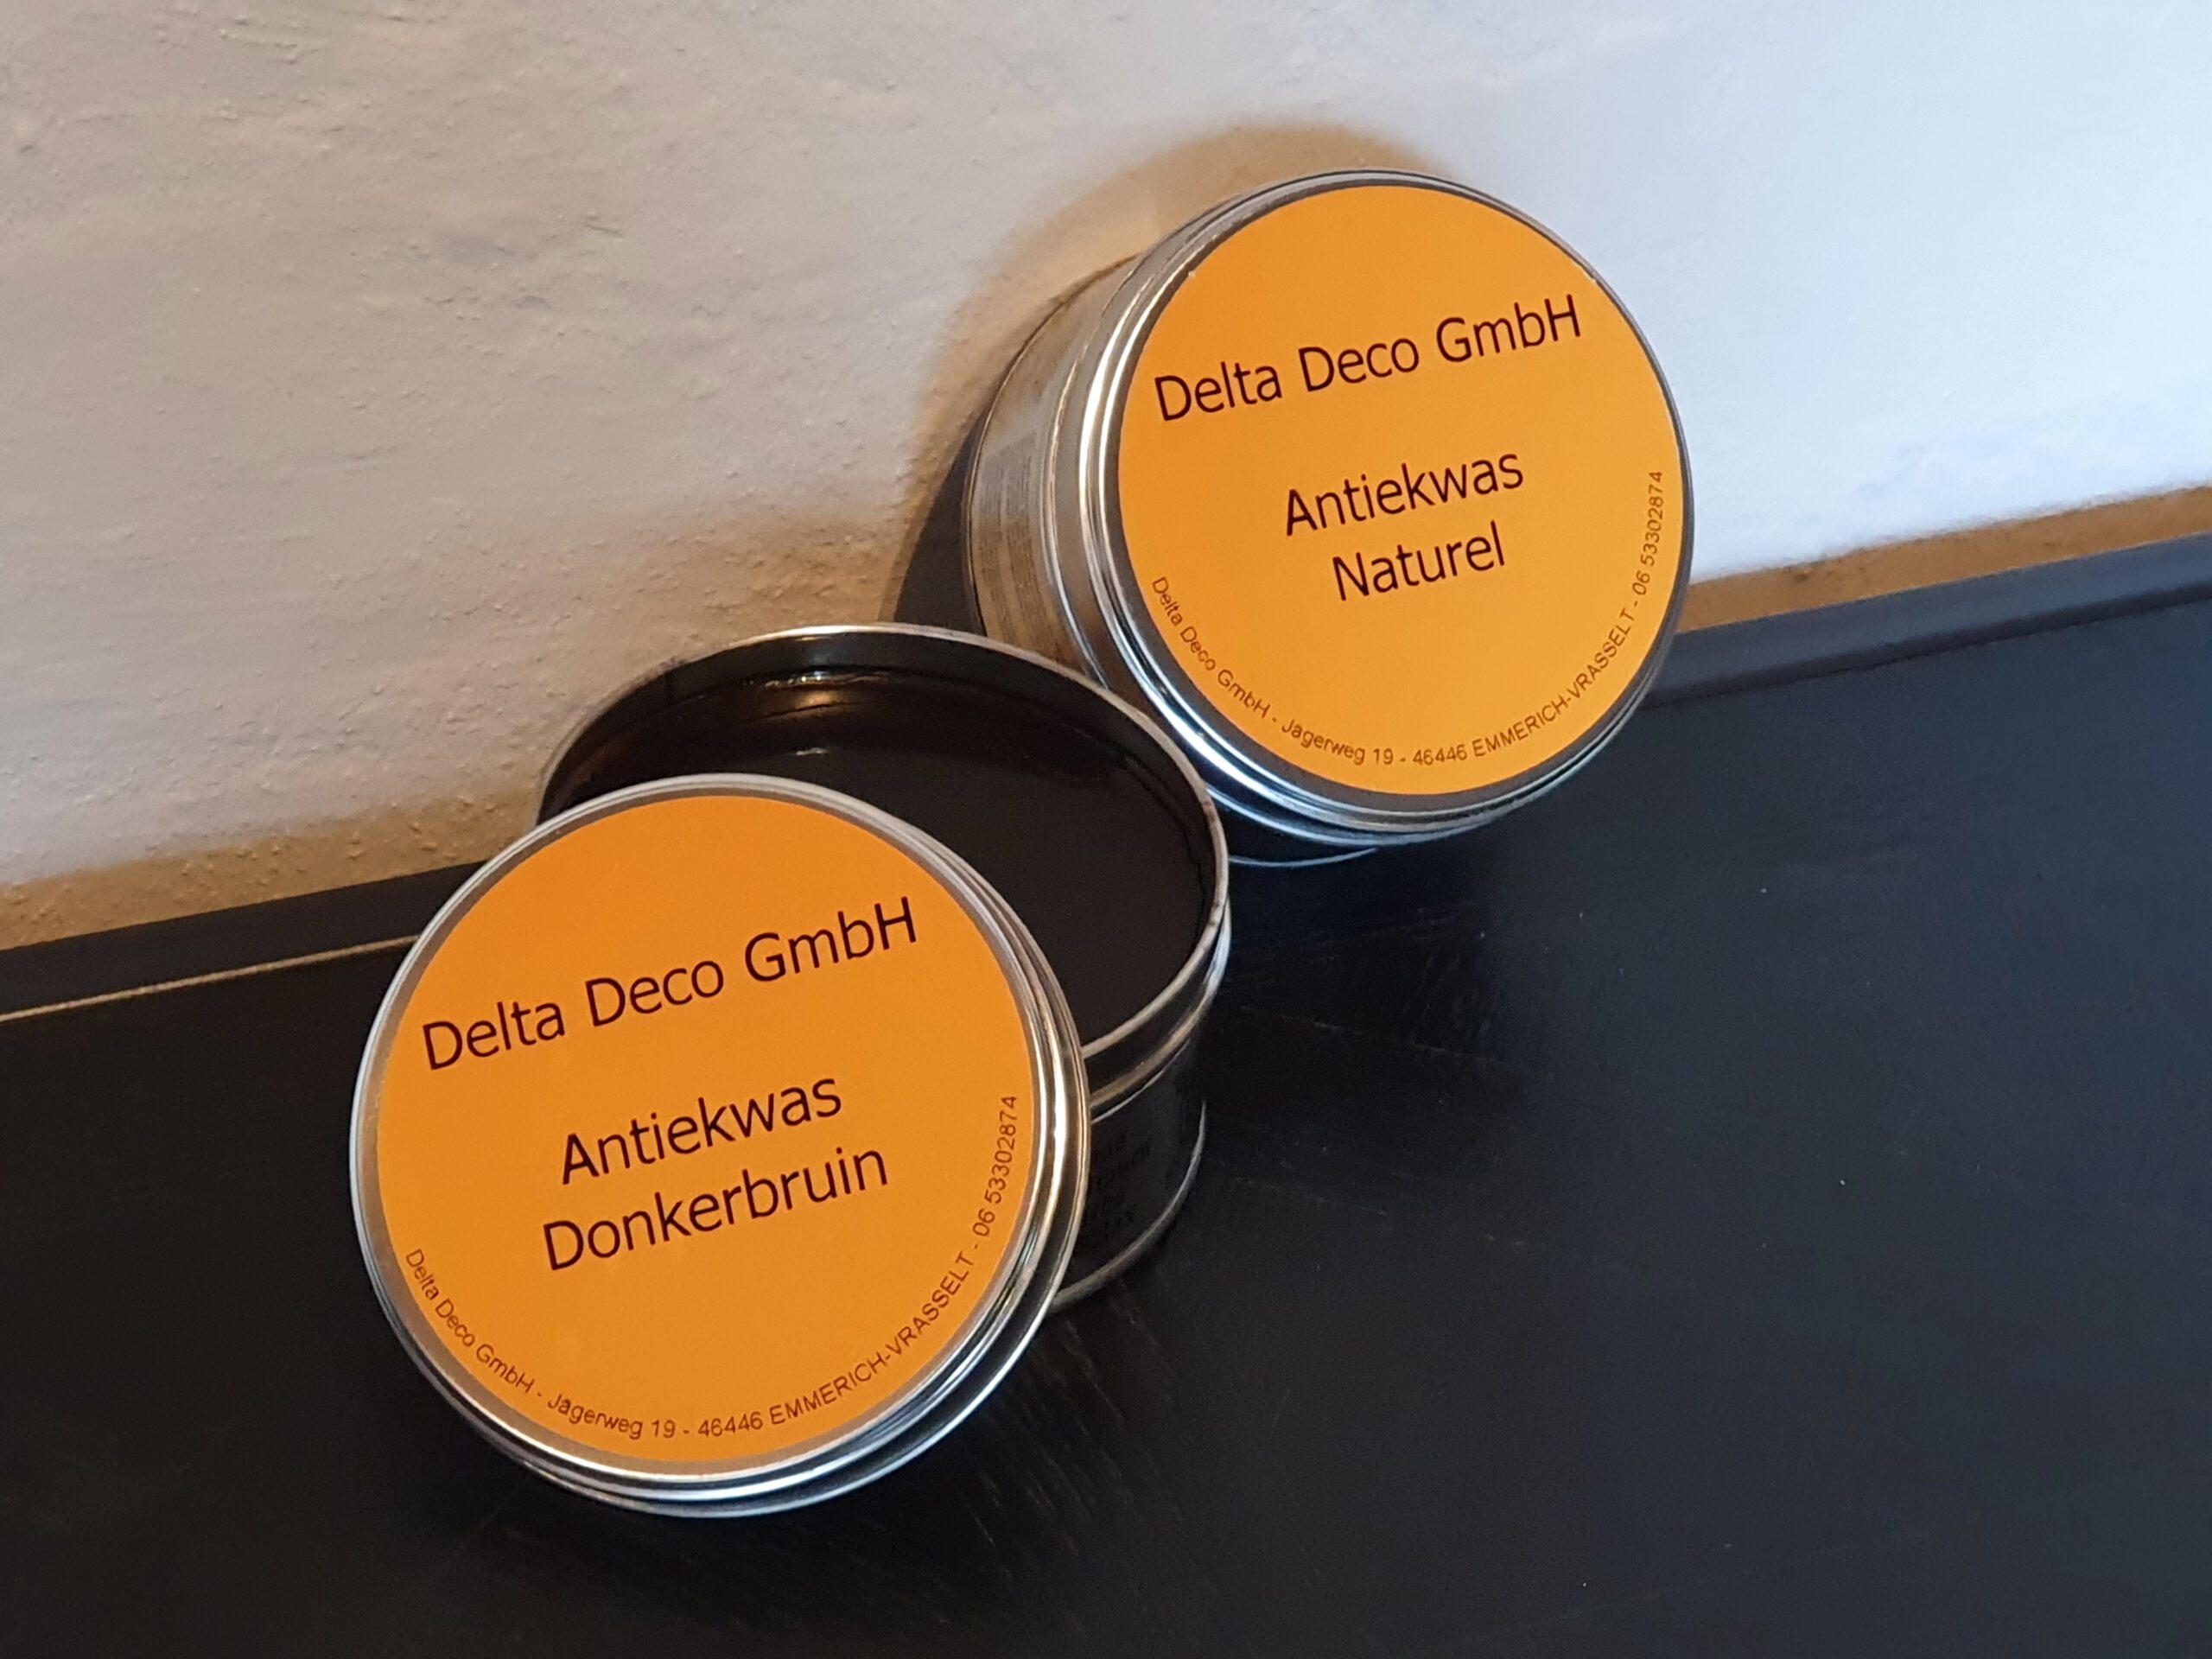 Delta Deco GmbH
Antiekwas
Naturel
Delta Deco GmbH - Jägerweg 19 - 46446 EMMERICH-VRASSELT - 06 53302874
Delta Deco GmbH
Antiekwas
Donkerbruin
Delta Deco GmbH - Jägerweg 19 - 46446 EMMERICH-VRASSELT - 06 53302874